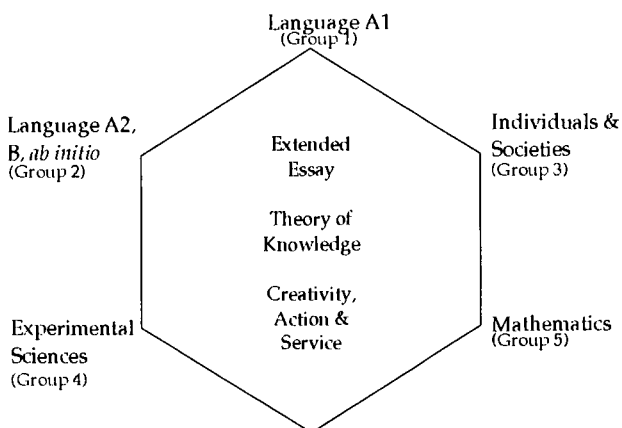 Language A1
(Group 1)
Language A2,
B, ab initio
(Group 2)
Individuals &
Societies
(Group 3)
Extended
Essay
Theory of
Knowledge
Creativity,
Action &
Service
Experimental
Sciences
(Group 4)
Mathematics
(Group 5)